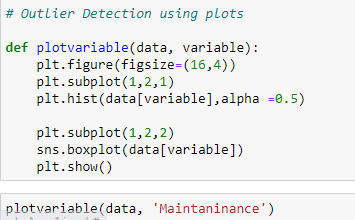 # Outlier Detection using plots
def plotvariable(data, variable):
    plt.figure(figsize=(16,4))
    plt.subplot(1,2,1)
    plt.hist(data[variable],alpha =0.5)
    plt.subplot(1,2,2)
    sns.boxplot(data[variable])
    plt.show()
plotvariable(data, 'Maintaninance')